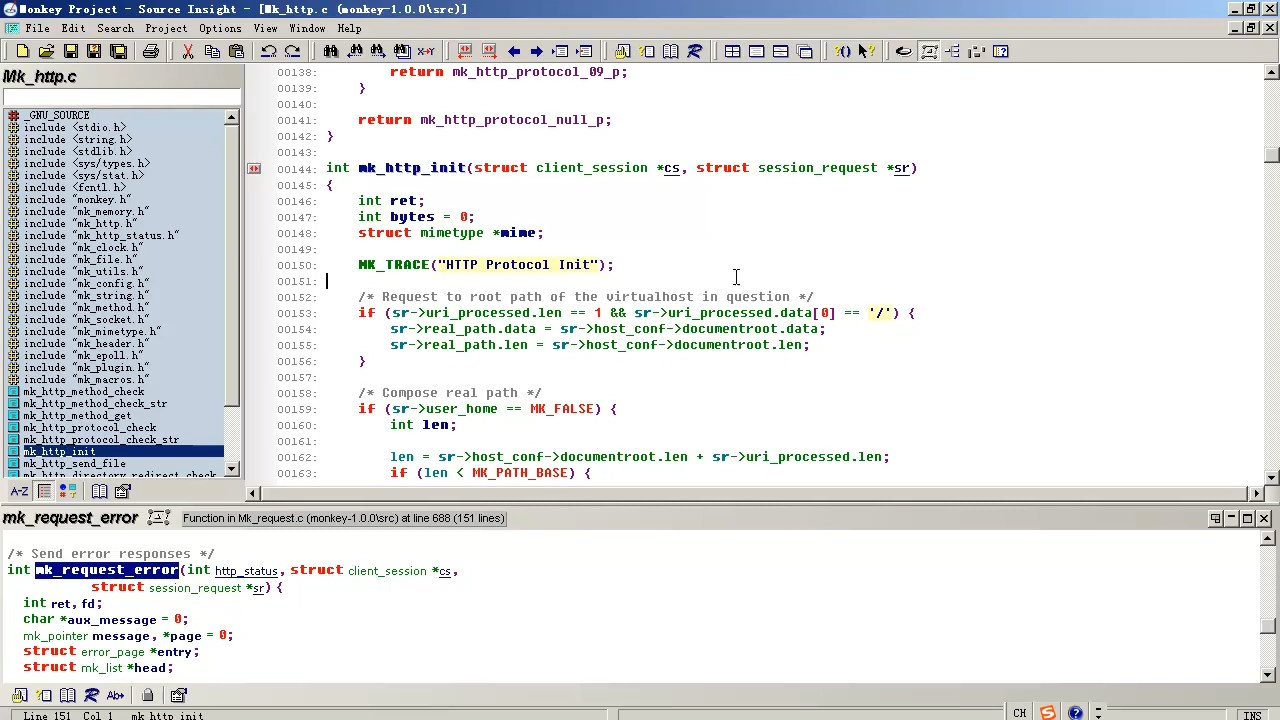 Monkey Project - Source Insight - [Mk_http.c (monkey-1.0.0\src)]
File Edit Search Project Options View Window Help
Mk_http.c
_GNU_SOURCE
include <stdio.h>
include <string.h>
include <stdlib.h>
include <sys/types.h>
include <sys/stat.h>
include <fcntl.h>
include "monkey.h"
include "mk_memory.h"
include "mk_http.h"
include "mk_http_status.h"
include "mk_clock.h"
include "mk_file.h"
include "mk_utils.h"
include "mk_config.h"
include "mk_string.h"
include "mk_method.h"
include "mk_socket.h"
include "mk_mimetype.h"
include "mk_header.h"
include "mk_epoll.h"
include "mk_plugin.h"
include "mk_macros.h"
mk_http_method_check
mk_http_method_check_str
mk_http_method_get
mk_http_protocol_check
mk_http_protocol_check_str
mk_http_init
mk_http_send_file
mk_http_directory_redirect_check
A-Z
00138: return mk_http_protocol_09_p;
00139: }
00140:
00141: return mk_http_protocol_null_p;
00142: }
00143:
00144: int mk_http_init(struct client_session *cs, struct session_request *sr)
00145: {
00146: int ret;
00147: int bytes = 0;
00148: struct mimetype *mime;
00149:
00150: MK_TRACE("HTTP Protocol Init");
00151:
00152: /* Request to root path of the virtualhost in question */
00153: if (sr->uri_processed.len == 1 && sr->uri_processed.data[0] == '/') {
00154: sr->real_path.data = sr->host_conf->documentroot.data;
00155: sr->real_path.len = sr->host_conf->documentroot.len;
00156: }
00157:
00158: /* Compose real path */
00159: if (sr->user_home == MK_FALSE) {
00160: int len;
00161:
00162: len = sr->host_conf->documentroot.len + sr->uri_processed.len;
00163: if (len < MK_PATH_BASE) {
mk_request_error Function in Mk_request.c (monkey-1.0.0\src) at line 688 (151 lines)
/* Send error responses */
int mk_request_error(int http_status, struct client_session *cs,
struct session_request *sr) {
int ret, fd;
char *aux_message = 0;
mk_pointer message, *page = 0;
struct error_page *entry;
struct mk_list *head;
Line 151 Col 1 mk_http_init
CH
INS